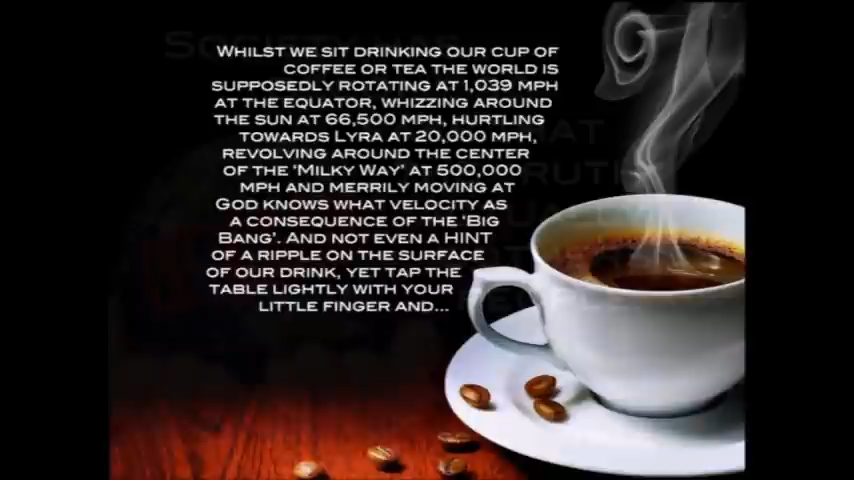 WHILST WE SIT DRINKING OUR CUP OF
COFFEE OR TEA THE WORLD IS
SUPPOSEDLY ROTATING AT 1,039 MPH
AT THE EQUATOR, WHIZZING AROUND
THE SUN AT 66,500 MPH, HURTLING
TOWARDS LYRA AT 20,000 MPH,
REVOLVING AROUND THE CENTER
OF THE 'MILKY WAY' AT 500,000
MPH AND MERRILY MOVING AT
GOD KNOWS WHAT VELOCITY AS
A CONSEQUENCE OF THE 'BIG
BANG'. AND NOT EVEN A HINT
OF A RIPPLE ON THE SURFACE
OF OUR DRINK, YET TAP THE
TABLE LIGHTLY WITH YOUR
LITTLE FINGER AND...